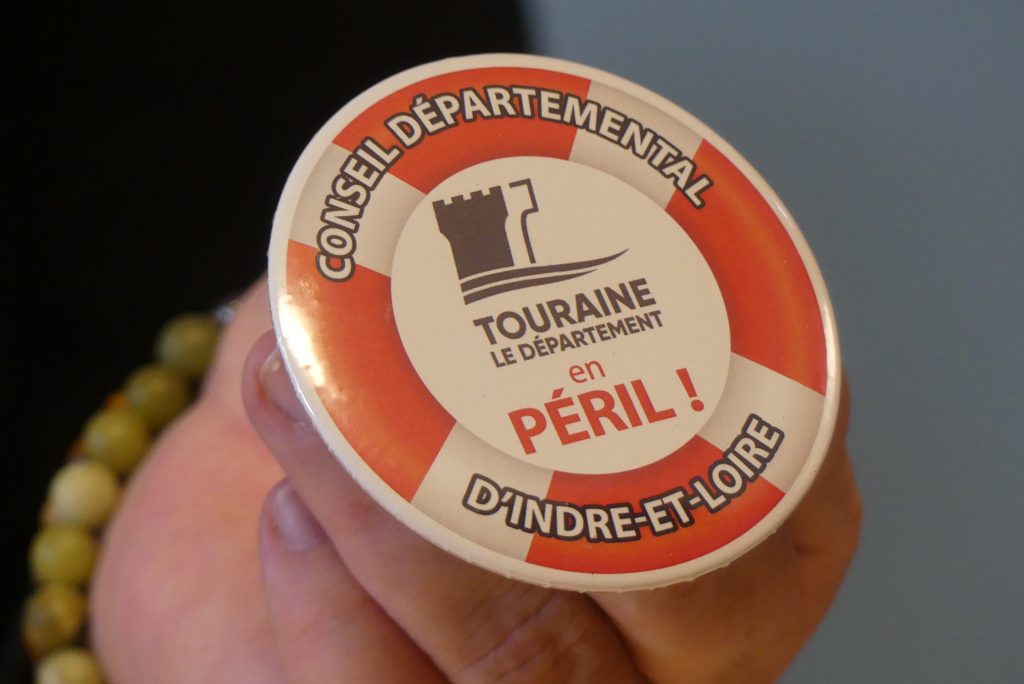 CONSEIL DÉPARTEMENTAL
TOURAINE
LE DÉPARTEMENT
en
PÉRIL !
D'INDRE-ET-LOIRE